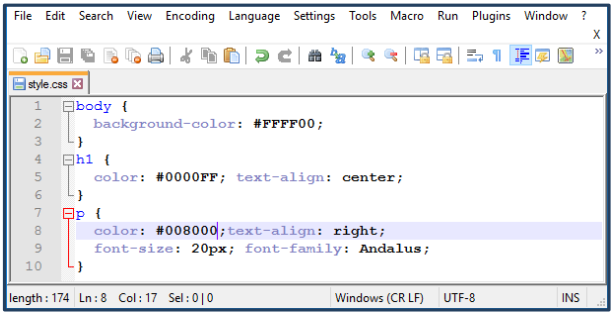 File Edit Search View Encoding Language Settings Tools Macro Run Plugins Window ?
X
style.css
1 body {
2 background-color: #FFFF00;
3 }
4 h1 {
5 color: #0000FF; text-align: center;
6 }
7 p {
8 color: #008000;text-align: right;
9 font-size: 20px; font-family: Andalus;
10 }
length : 174 Ln : 8 Col : 17 Sel : 0 | 0 Windows (CR LF) UTF-8 INS